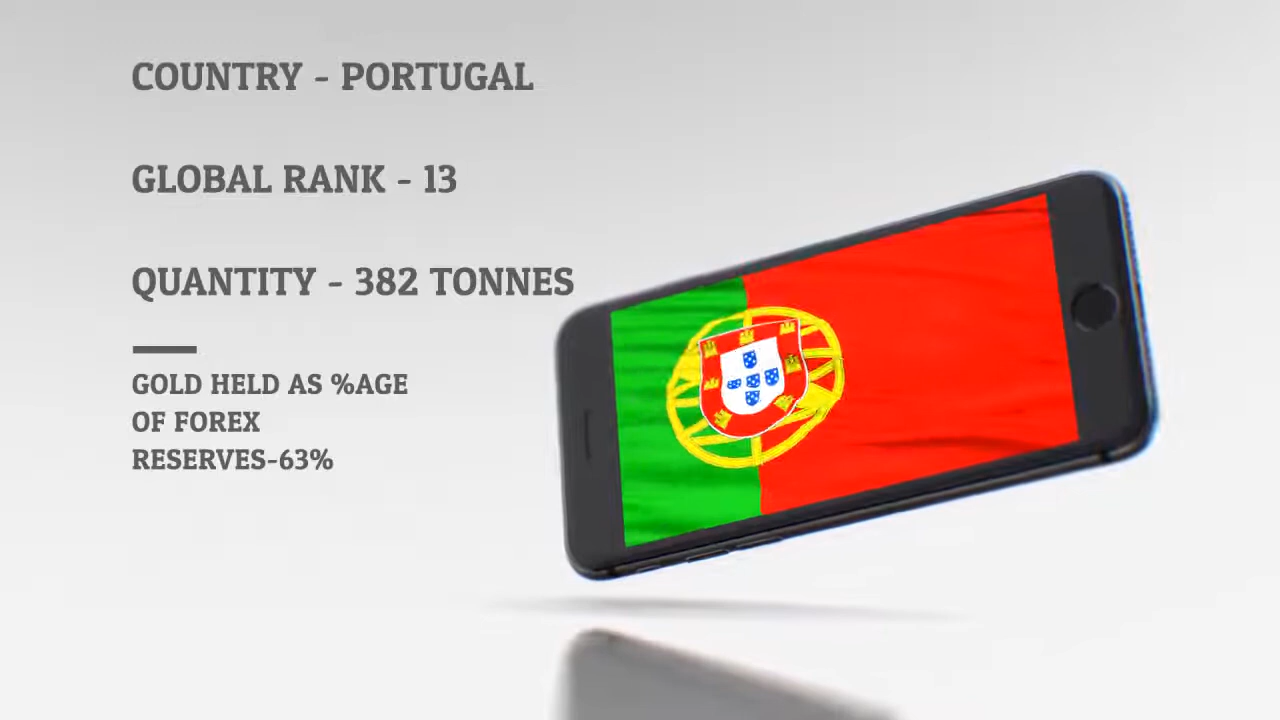 COUNTRY - PORTUGAL
GLOBAL RANK - 13
QUANTITY - 382 TONNES
GOLD HELD AS %AGE
OF FOREX
RESERVES-63%